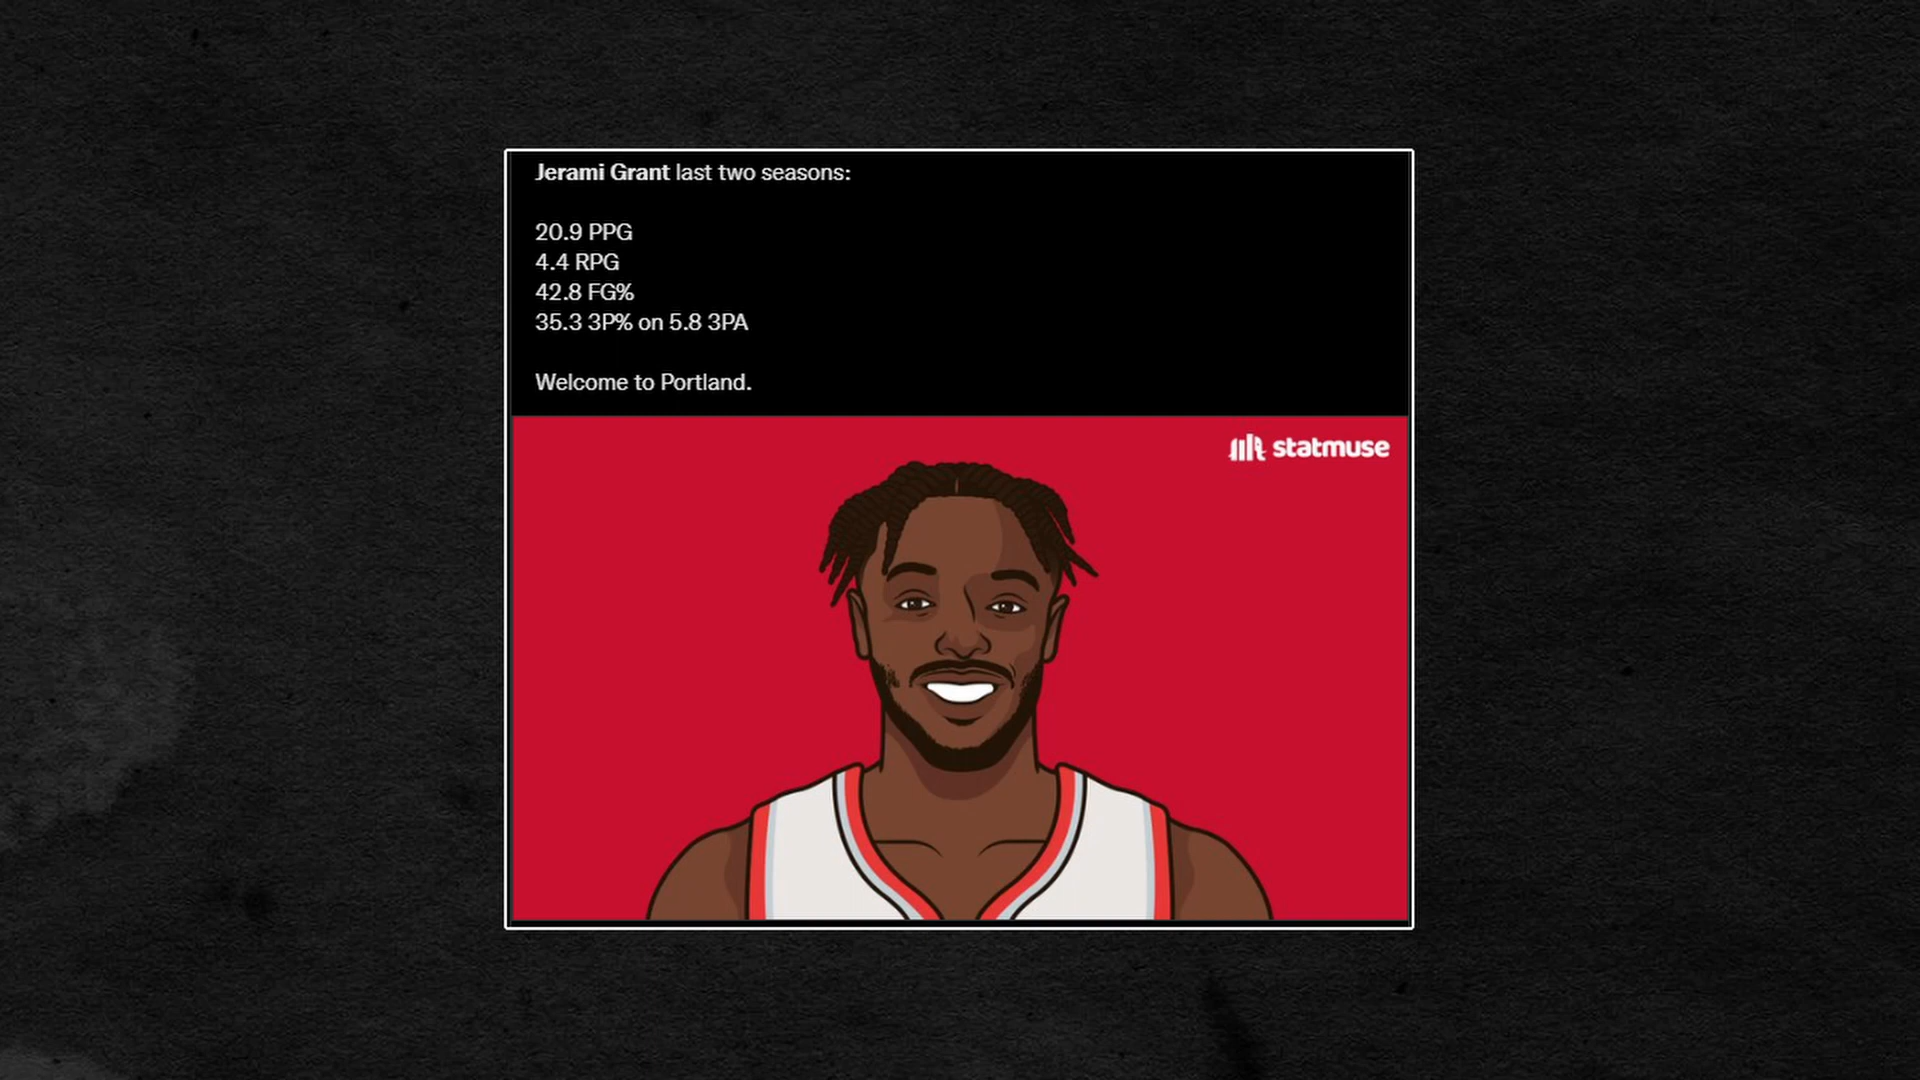 Jerami Grant last two seasons:
20.9 PPG
4.4 RPG
42.8 FG%
35.3 3P% on 5.8 3PA
Welcome to Portland.
statmuse